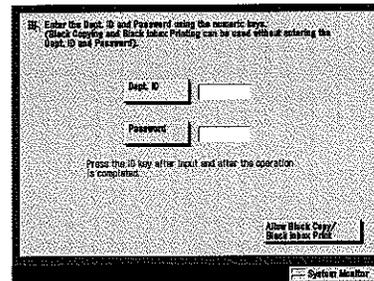 Enter the Dept. ID and Password using the numeric keys.
(Black Copying and Black Inbox Printing can be used without entering the
Dept. ID and Password).
Dept. ID
Password
Press the ID key after input and after the operation
is completed.
Allow Black Copy/
Black Inbox Print
System Monitor